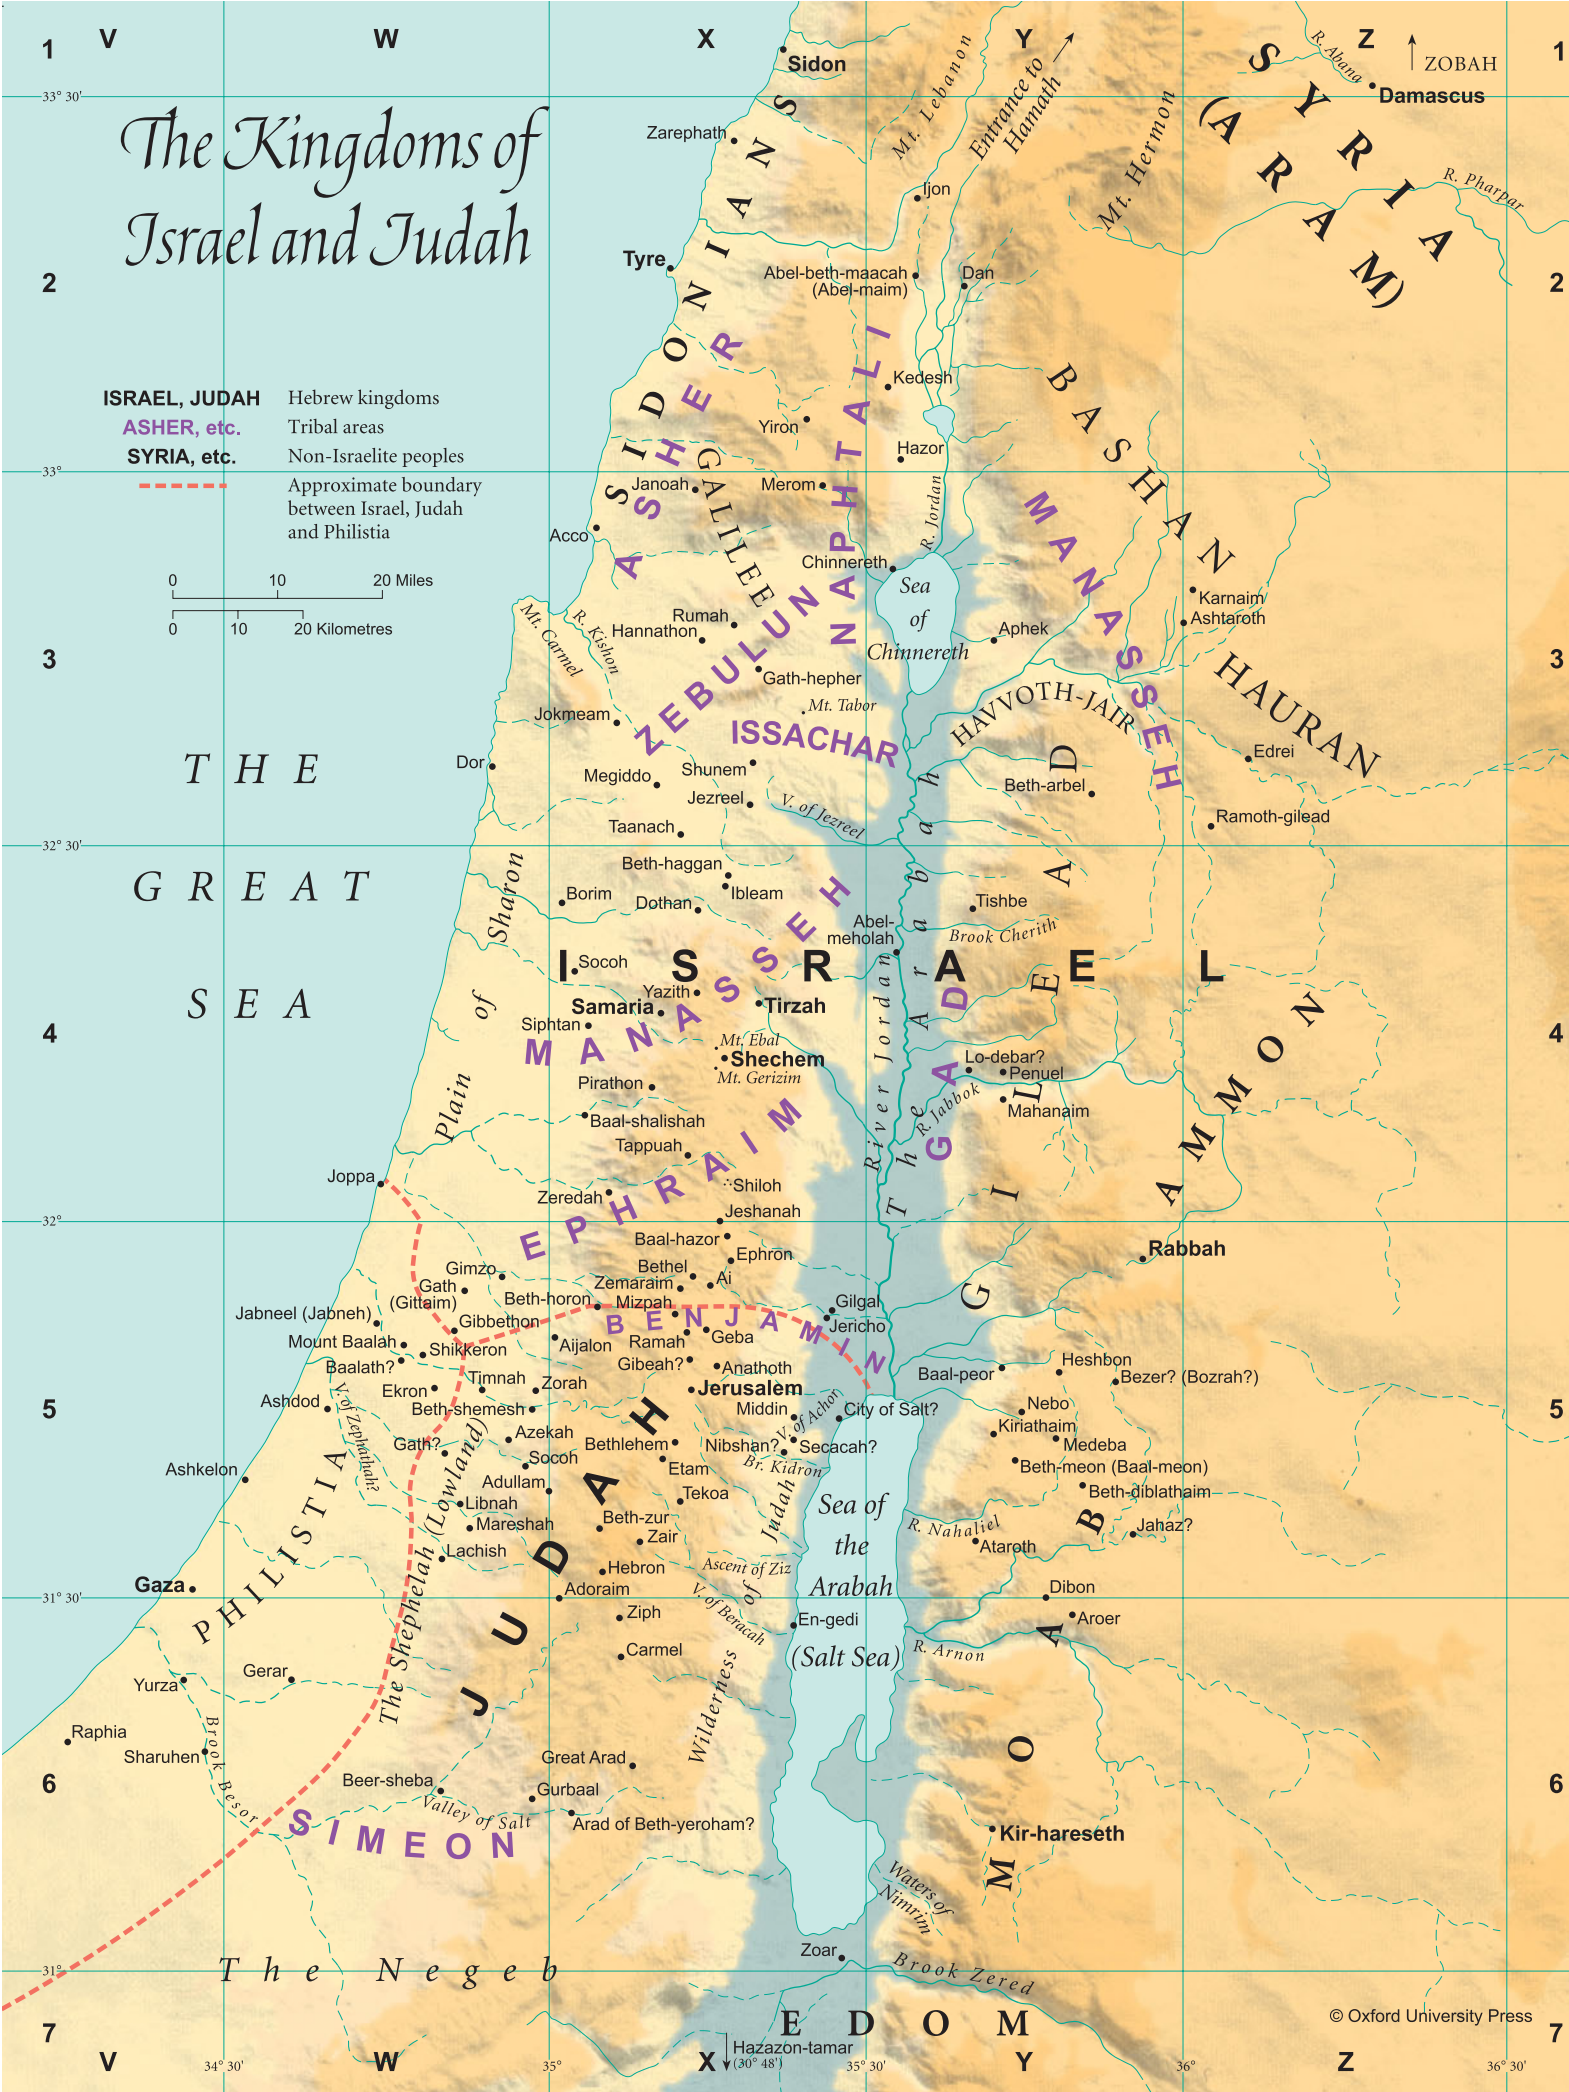 V W X Y Z
1 1
Sidon
R. Abana
ZOBAH
Damascus
33° 30'
SYRIA
(ARAM)
The Kingdoms of
Israel and Judah
Mt. Lebanon
Entrance to
Hamath
Mt. Hermon
Zarephath
R. Pharpar
Ijon
SIDONIANS
Tyre
2 2
Abel-beth-maacah
(Abel-maim)
Dan
ASHER
NAPHTALI
Kedesh
BASHAN
ISRAEL, JUDAH Hebrew kingdoms
ASHER, etc. Tribal areas
SYRIA, etc. Non-Israelite peoples
Approximate boundary
between Israel, Judah
and Philistia
Yiron
Hazor
33°
GALILEE
Janoah
Merom
R. Jordan
MANASSEH
Acco
Chinnereth
Sea
of
Chinnereth
0 10 20 Miles
0 10 20 Kilometres
Karnaim
Ashtaroth
Mt. Carmel
R. Kishon
Rumah
Hannathon
ZEBULUN
Aphek
3 3
Gath-hepher
Mt. Tabor
HAVVOTH-JAIR
HAURAN
Jokmeam
ISSACHAR
Edrei
THE
GREAT
SEA
Dor
Shunem
Megiddo
Jezreel
V. of Jezreel
Beth-arbel
Ramoth-gilead
Taanach
32° 30'
Beth-haggan
Ibleam
Borim
Dothan
Plain of Sharon
Tishbe
Abel-
meholah
Brook Cherith
ISRAEL
Socoh
Yazith
Samaria
Tirzah
Siphtan
MANASSEH
4 4
Mt. Ebal
Shechem
Mt. Gerizim
River Jordan
The Arabah
GAD
GILEAD
Lo-debar?
Penuel
R. Jabbok
Mahanaim
AMMON
Pirathon
Baal-shalishah
Tappuah
EPHRAIM
Joppa
Shiloh
Zeredah
Jeshanah
32°
Baal-hazor
Ephron
Rabbah
Gimzo
Bethel
Gath
(Gittaim)
Zemaraim
Ai
Beth-horon
Mizpah
Gilgal
Jericho
Jabneel (Jabneh)
Gibbethon
BENJAMIN
Mount Baalah
Shikkeron
Aijalon
Ramah
Geba
Baalath?
Gibeah?
Anathoth
Baal-peor
Heshbon
Bezer? (Bozrah?)
Timnah
Zorah
Ekron
Jerusalem
Ashdod
Beth-shemesh
Middin
V. of Achor
City of Salt?
Nebo
5 5
V. of Zephathah?
Azekah
Kiriathaim
Medeba
Gath?
Bethlehem
Nibshan?
Secacah?
Socoh
Etam
Br. Kidron
Beth-meon (Baal-meon)
Ashkelon
Adullam
Tekoa
Beth-diblathaim
Libnah
JUDAH
Sea of
the
Arabah
(Salt Sea)
Mareshah
Beth-zur
Zair
R. Nahaliel
Jahaz?
Ataroth
The Shephelah (Lowland)
Lachish
Hebron
Ascent of Ziz
PHILISTIA
Gaza
Adoraim
V. of Beracah
Dibon
31° 30'
Ziph
En-gedi
Aroer
Wilderness of Judah
Carmel
R. Arnon
MOAB
Yurza
Gerar
Raphia
Sharuhen
Brook Besor
Great Arad
6 6
Beer-sheba
Gurbaal
Valley of Salt
Arad of Beth-yeroham?
SIMEON
Kir-hareseth
Waters of
Nimrim
Zoar
Brook Zered
31°
The Negeb
EDOM
© Oxford University Press
7 7
Hazazon-tamar
(30° 48')
V W X Y Z
34° 30' 35° 35° 30' 36° 36° 30'